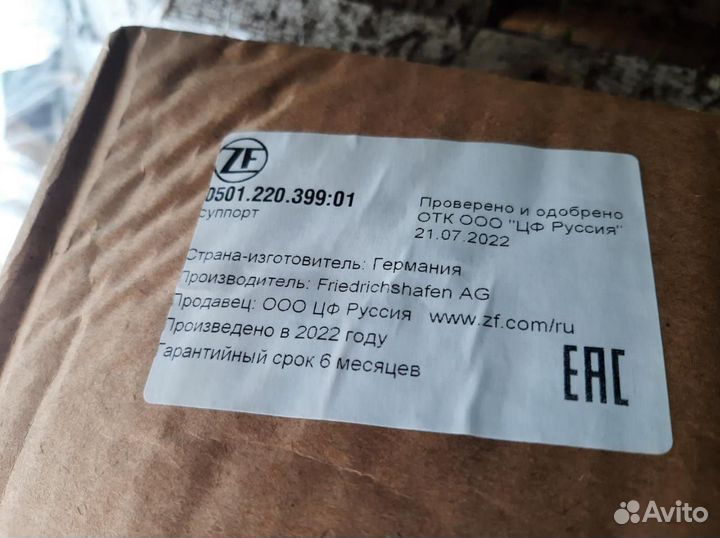 ZF
0501.220.399:01
суппорт
Проверено и одобрено
ОТК ООО "ЦФ Руссия"
21.07.2022
Страна-изготовитель: Германия
Производитель: Friedrichshafen AG
Продавец: ООО ЦФ Руссия www.zf.com/ru
Произведено в 2022 году
Гарантийный срок 6 месяцев
EAC
Avito